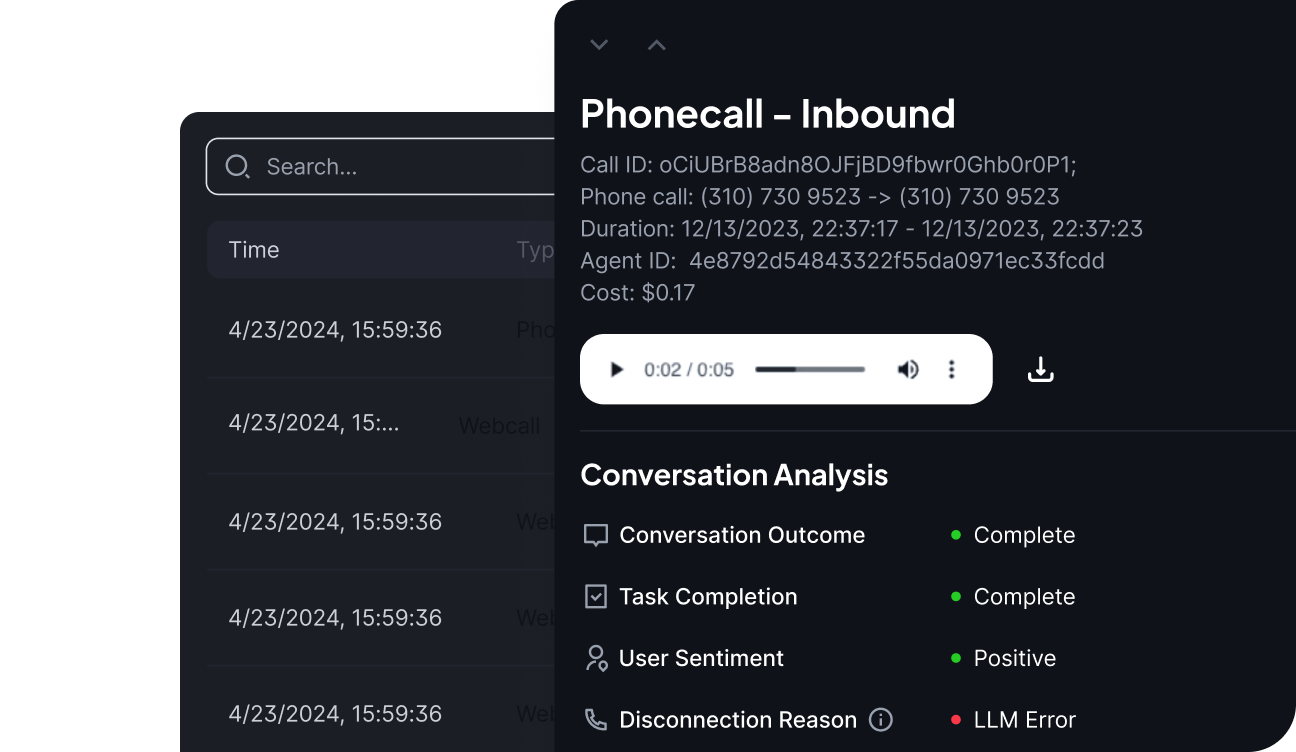 Search...
Time Typ
4/23/2024, 15:59:36 Pho
4/23/2024, 15:... Webcall
4/23/2024, 15:59:36 Web
4/23/2024, 15:59:36 Web
4/23/2024, 15:59:36 Web
Phonecall – Inbound
Call ID: oCiUBrB8adn8OJFjBD9fbwr0Ghb0r0P1;
Phone call: (310) 730 9523 -> (310) 730 9523
Duration: 12/13/2023, 22:37:17 - 12/13/2023, 22:37:23
Agent ID: 4e8792d54843322f55da0971ec33fcdd
Cost: $0.17
0:02 / 0:05
Conversation Analysis
Conversation Outcome Complete
Task Completion Complete
User Sentiment Positive
Disconnection Reason LLM Error